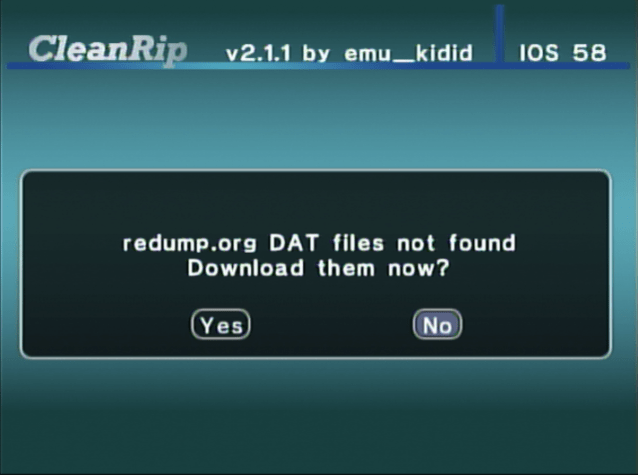 CleanRip v2.1.1 by emu_kidid IOS 58
redump.org DAT files not found
Download them now?
Yes No